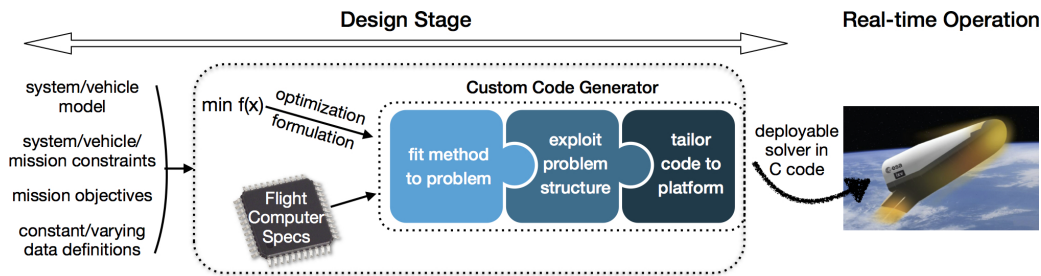 Design Stage
Real-time Operation
system/vehicle
model
system/vehicle/
mission constraints
mission objectives
constant/varying
data definitions
min f(x)
optimization
formulation
Flight
Computer
Specs
Custom Code Generator
fit method
to problem
exploit
problem
structure
tailor
code to
platform
deployable
solver in
C code
esa